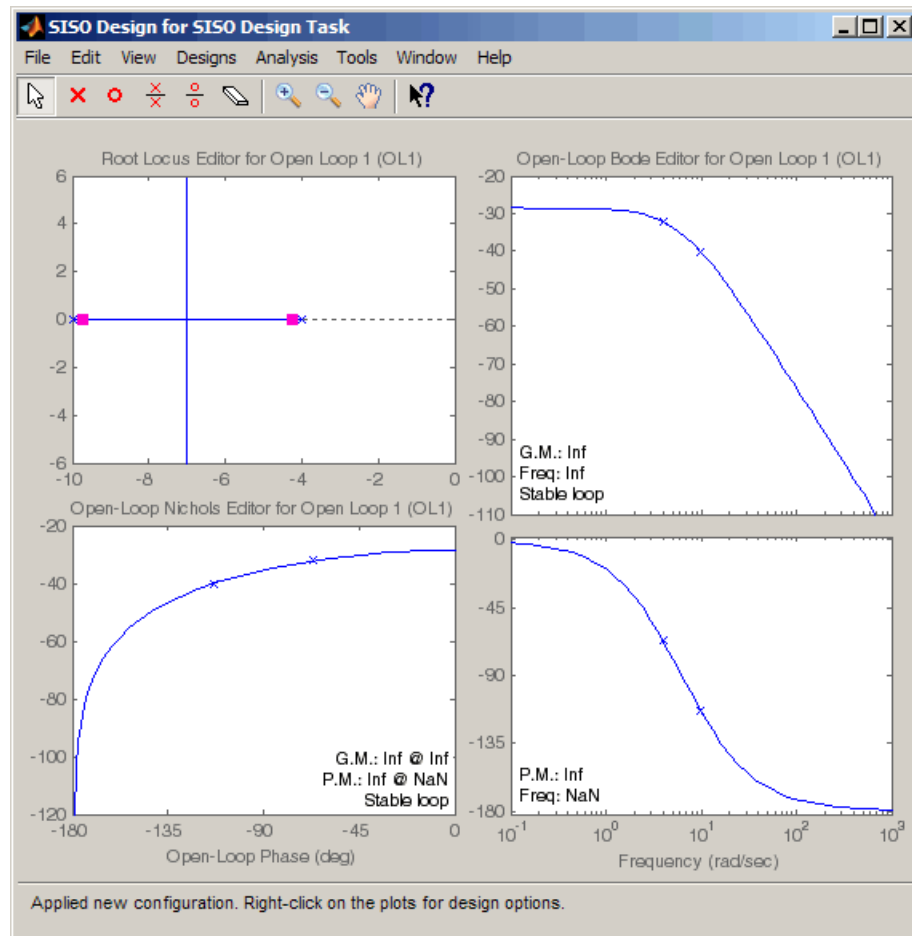 SISO Design for SISO Design Task
File Edit View Designs Analysis Tools Window Help
Root Locus Editor for Open Loop 1 (OL1)
6
4
2
0
-2
-4
-6
-10 -8 -6 -4 -2 0
Open-Loop Bode Editor for Open Loop 1 (OL1)
-20
-30
-40
-50
-60
-70
-80
-90
-100
-110
G.M.: Inf
Freq: Inf
Stable loop
Open-Loop Nichols Editor for Open Loop 1 (OL1)
-20
-40
-60
-80
-100
-120
G.M.: Inf @ Inf
P.M.: Inf @ NaN
Stable loop
-180 -135 -90 -45 0
Open-Loop Phase (deg)
0
-45
-90
-135
-180
P.M.: Inf
Freq: NaN
10^-1 10^0 10^1 10^2 10^3
Frequency (rad/sec)
Applied new configuration. Right-click on the plots for design options.